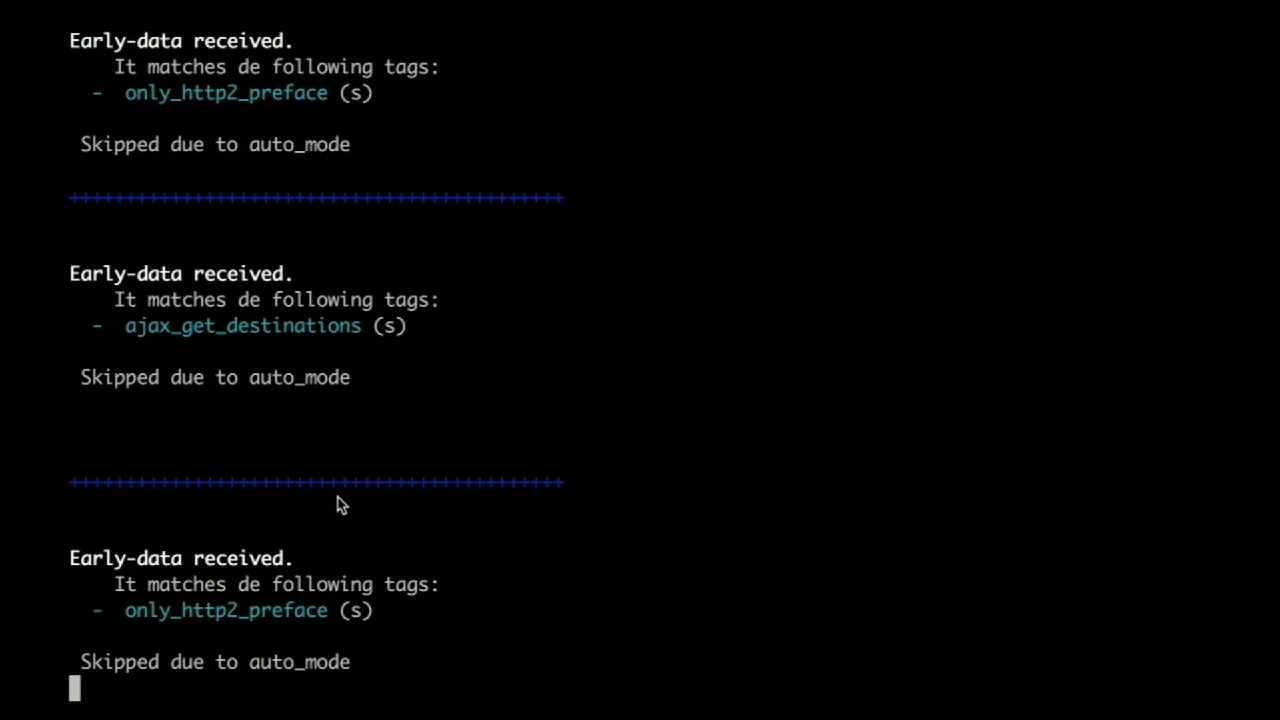 Early-data received.
It matches de following tags:
- only_http2_preface (s)
Skipped due to auto_mode
++++++++++++++++++++++++++++++++++++++++++++
Early-data received.
It matches de following tags:
- ajax_get_destinations (s)
Skipped due to auto_mode
++++++++++++++++++++++++++++++++++++++++++++
Early-data received.
It matches de following tags:
- only_http2_preface (s)
Skipped due to auto_mode